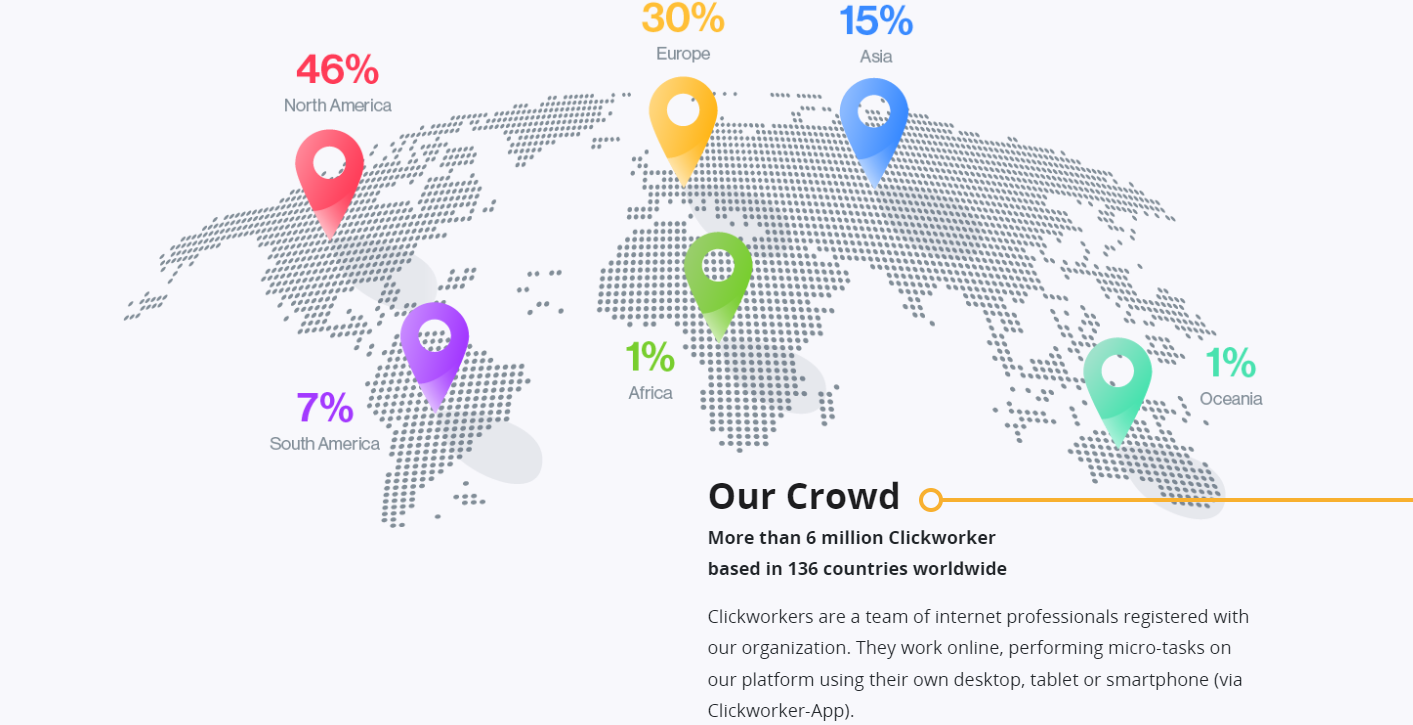 30%
Europe
15%
Asia
46%
North America
1%
Africa
1%
Oceania
7%
South America
Our Crowd
More than 6 million Clickworker
based in 136 countries worldwide
Clickworkers are a team of internet professionals registered with
our organization. They work online, performing micro-tasks on
our platform using their own desktop, tablet or smartphone (via
Clickworker-App).